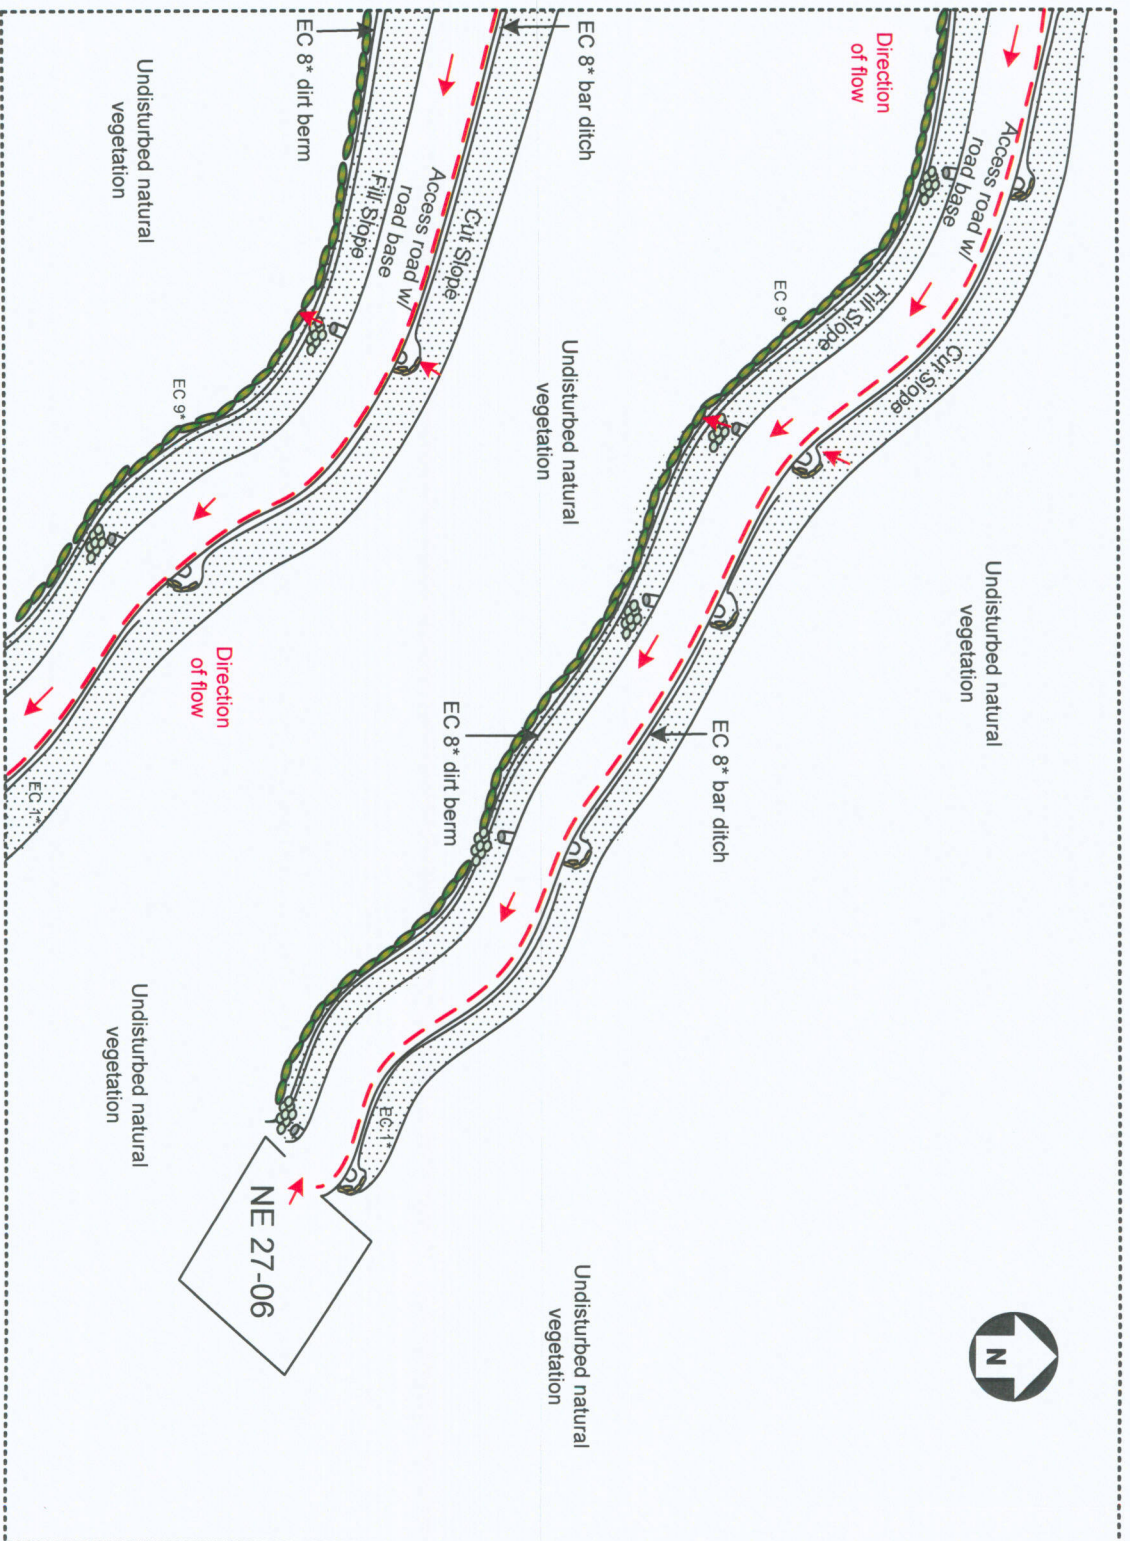 Direction
of flow
Access road w/
road base
Fill Slope
Cut Slope
EC 9*
EC 8* bar ditch
EC 8* dirt berm
Undisturbed natural
vegetation
Access road w/
road base
Cut Slope
Fill Slope
EC 9*
Undisturbed natural
vegetation
Undisturbed natural
vegetation
EC 8* bar ditch
EC 8* dirt berm
Direction
of flow
EC 1*
EC 1*
Undisturbed natural
vegetation
Undisturbed natural
vegetation
NE 27-06
N